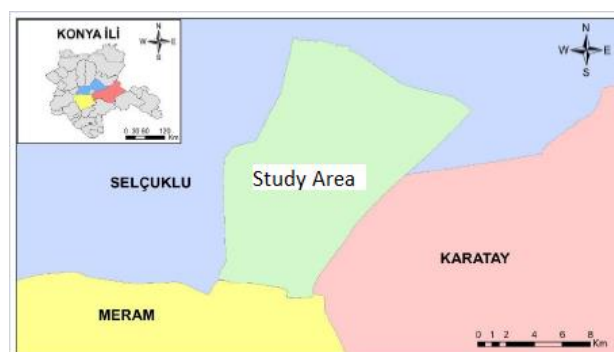 KONYA İLİ
N
W E
S
0 30 60 120
Km
N
W E
S
Study Area
SELÇUKLU
KARATAY
MERAM
0 1 2 4 6 8
Km